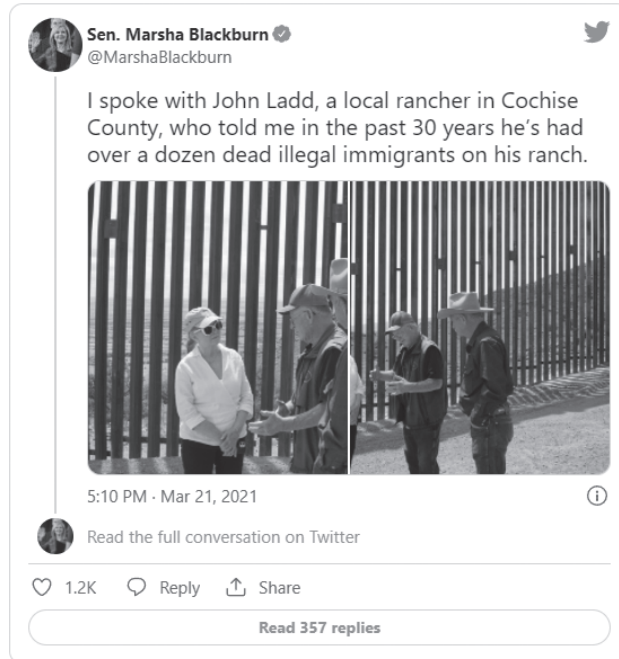 Sen. Marsha Blackburn
@MarshaBlackburn
I spoke with John Ladd, a local rancher in Cochise
County, who told me in the past 30 years he's had
over a dozen dead illegal immigrants on his ranch.
5:10 PM · Mar 21, 2021
Read the full conversation on Twitter
1.2K Reply Share
Read 357 replies